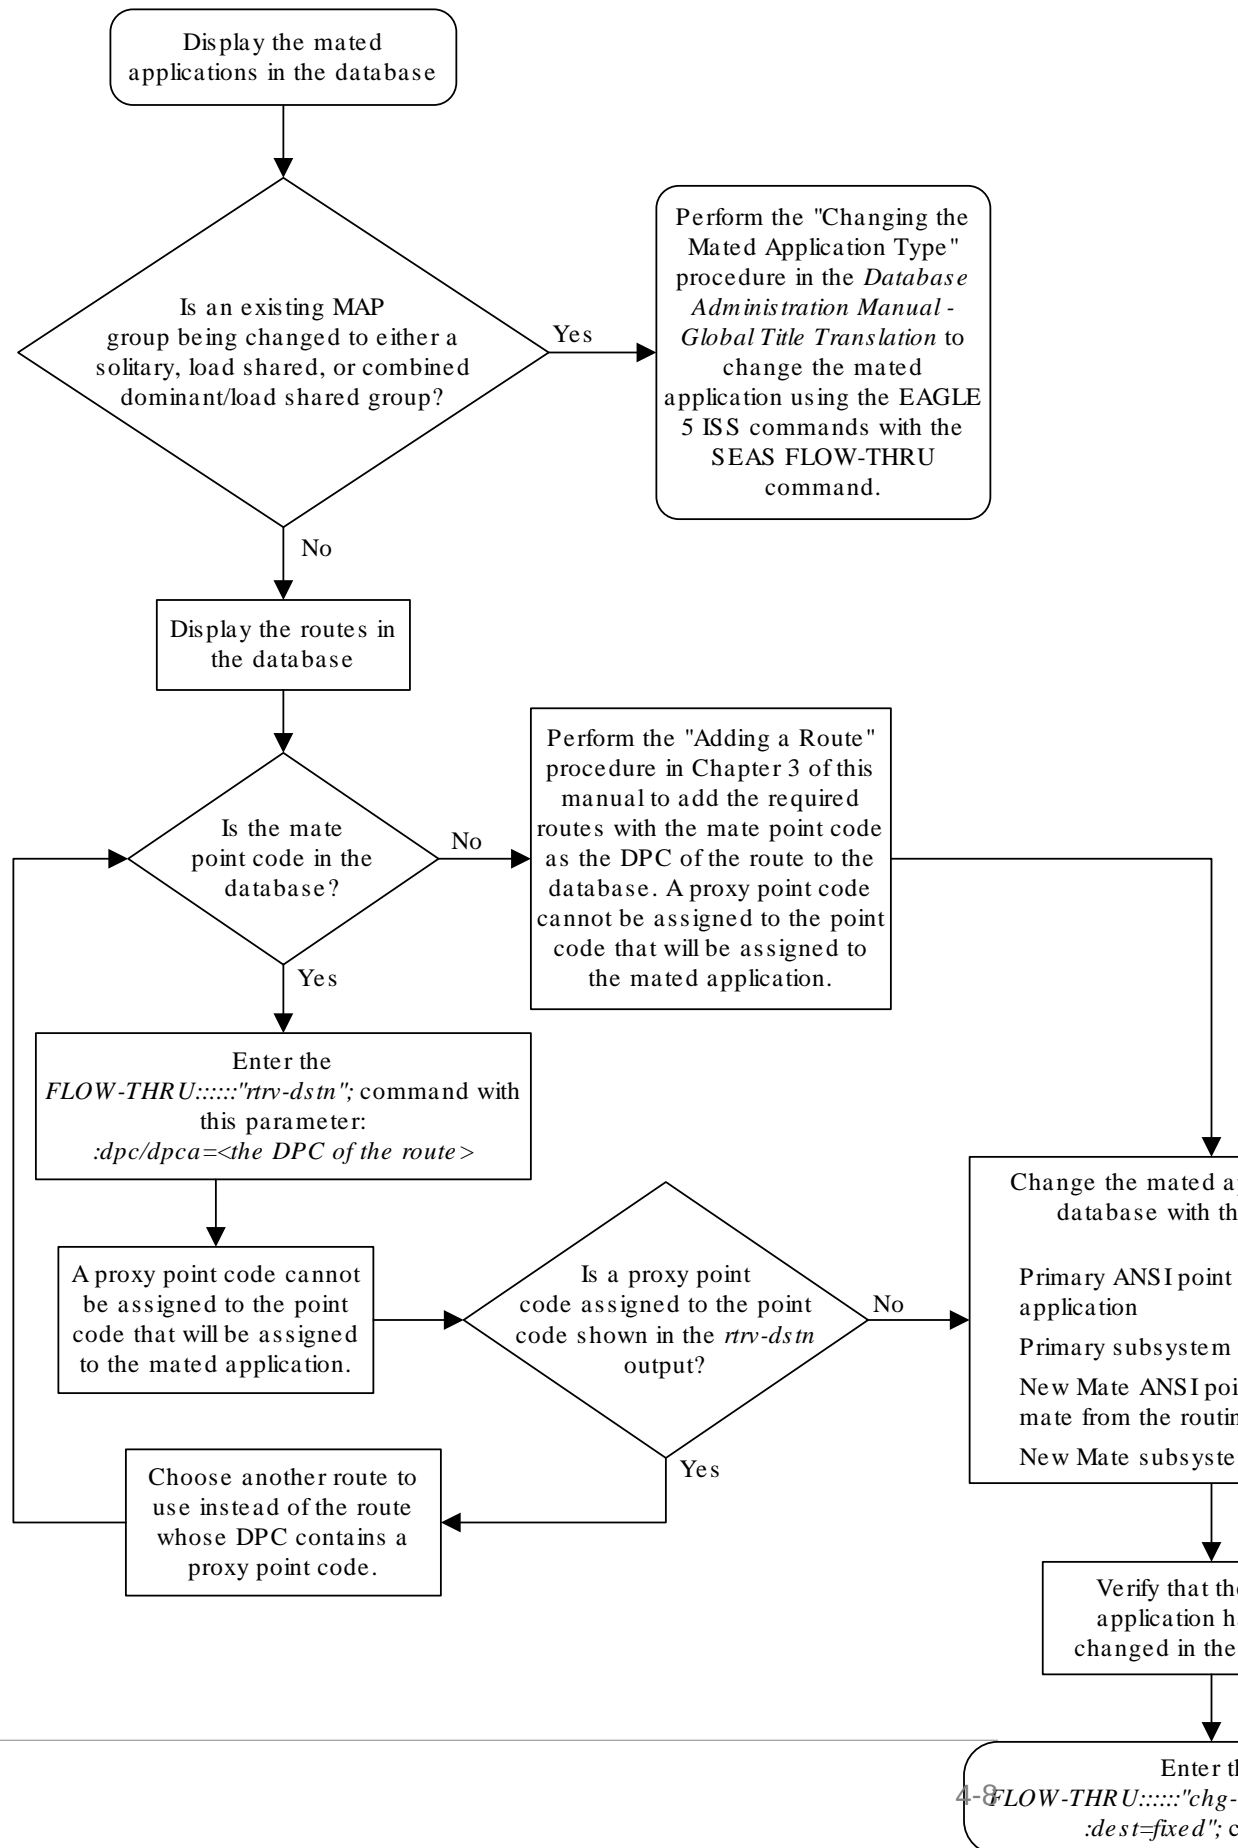 Display the mated
applications in the database
Is an existing MAP
group being changed to either a
solitary, load shared, or combined
dominant/load shared group?
Yes
Perform the "Changing the
Mated Application Type"
procedure in the Database
Administration Manual -
Global Title Translation to
change the mated
application using the EAGLE
5 ISS commands with the
SEAS FLOW-THRU
command.
No
Display the routes in
the database
Is the mate
point code in the
database?
No
Perform the "Adding a Route"
procedure in Chapter 3 of this
manual to add the required
routes with the mate point code
as the DPC of the route to the
database. A proxy point code
cannot be assigned to the point
code that will be assigned to
the mated application.
Yes
Enter the
FLOW-THRU::::::"rtrv-dstn"; command with
this parameter:
:dpc/dpca=<the DPC of the route>
A proxy point code cannot
be assigned to the point
code that will be assigned
to the mated application.
Is a proxy point
code assigned to the point
code shown in the rtrv-dstn
output?
No
Yes
Choose another route to
use instead of the route
whose DPC contains a
proxy point code.
Change the mated
database with
Primary ANSI point
application
Primary subsystem
New Mate ANSI
mate from the
New Mate
Verify that
application
changed in the
Enter
FLOW-THRU::::::"chg-
:dest=fixed";
4-8